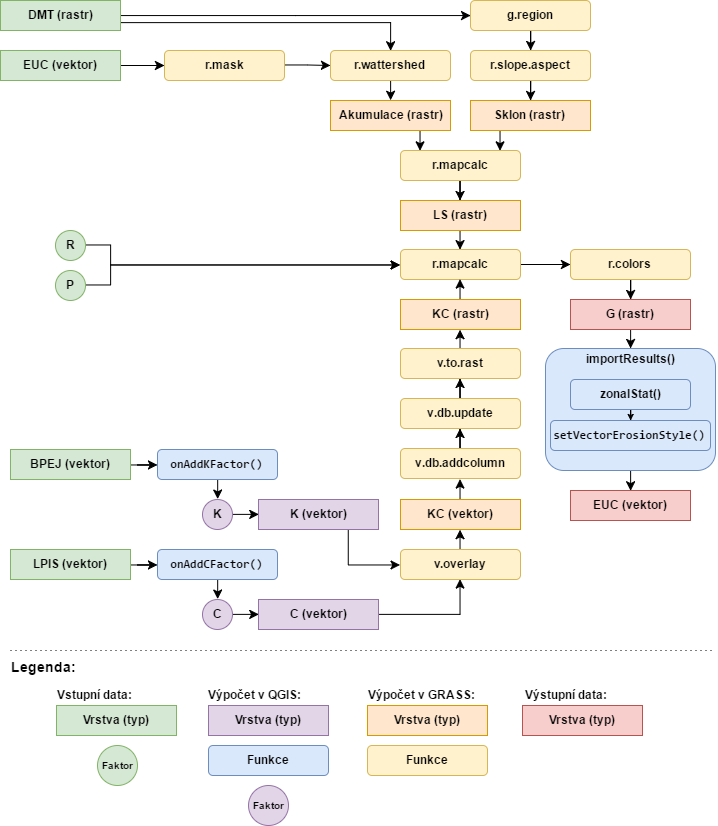 DMT (rastr)
g.region
EUC (vektor)
r.mask
r.wattershed
r.slope.aspect
Akumulace (rastr)
Sklon (rastr)
r.mapcalc
LS (rastr)
R
P
r.mapcalc
r.colors
KC (rastr)
G (rastr)
v.to.rast
importResults()
zonalStat()
v.db.update
setVectorErosionStyle()
BPEJ (vektor)
onAddKFactor()
v.db.addcolumn
K
K (vektor)
KC (vektor)
EUC (vektor)
LPIS (vektor)
onAddCFactor()
v.overlay
C
C (vektor)
Legenda:
Vstupní data:
Výpočet v QGIS:
Výpočet v GRASS:
Výstupní data:
Vrstva (typ)
Vrstva (typ)
Vrstva (typ)
Vrstva (typ)
Faktor
Funkce
Funkce
Faktor